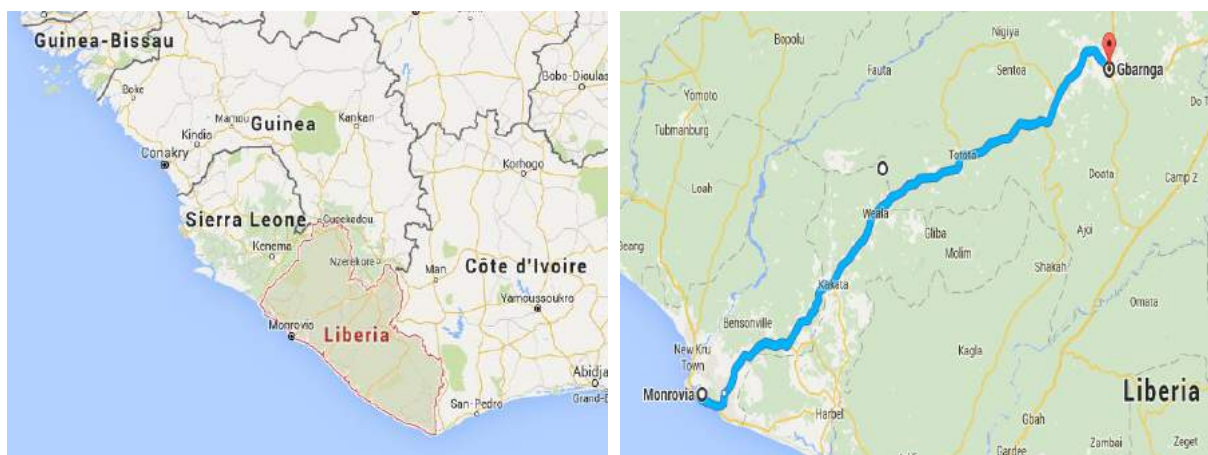 Guinea-Bissau
Bobo-Dioulas
Boke
Mamou
Kankan
Guinea
Kindia
Conakry
Korhogo
Sierra Leone
Kenema
Nzerekore
Man
Côte d'Ivoire
Yamoussoukro
Monrovia
Liberia
Abidja
San-Pedro
Grand-B
Nigiya
Bopolu
Fauta
Sentoa
Gbarnga
Yomoto
Do T
Tubmanburg
Totota
Doata
Camp Z
Loah
Weala
Gliba
Ajoi
Beang
Molim
Shakah
Kakata
Omata
Bensonville
New Kru
Town
Kagla
Monrovia
Liberia
Harbel
Gbah
Zambai
Zeget
Gardee